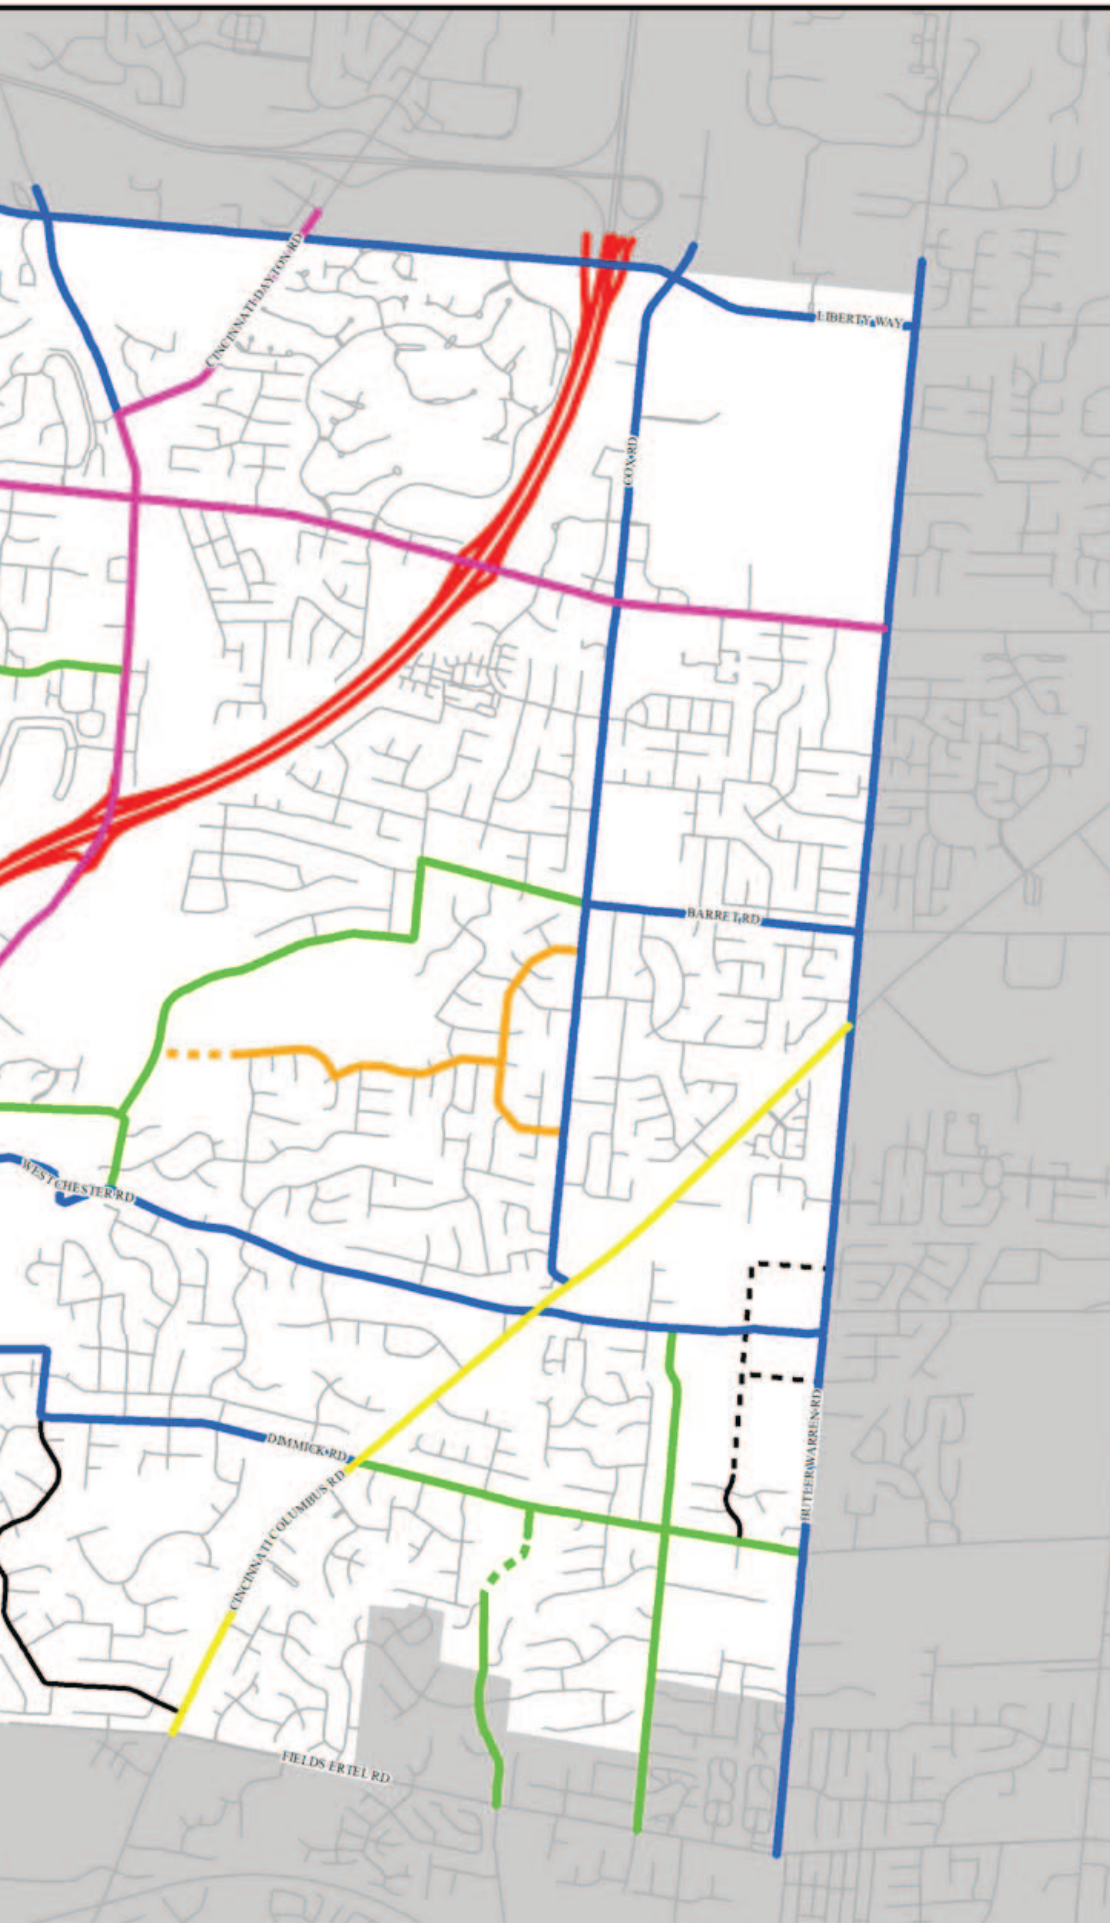 CINCINNATI-DAYTON RD
LIBERTY WAY
COX RD
BARRET RD
WEST CHESTER RD
BUTLER WARREN RD
DIMMICK RD
CINCINNATI COLUMBUS RD
FIELDS ERTEL RD